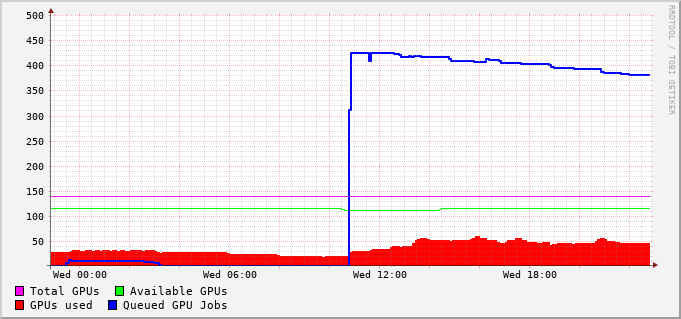 500
450
400
350
300
250
200
150
100
50
Wed 00:00 Wed 06:00 Wed 12:00 Wed 18:00
Total GPUs Available GPUs
GPUs used Queued GPU Jobs
RRDTOOL / TOBI OETIKER